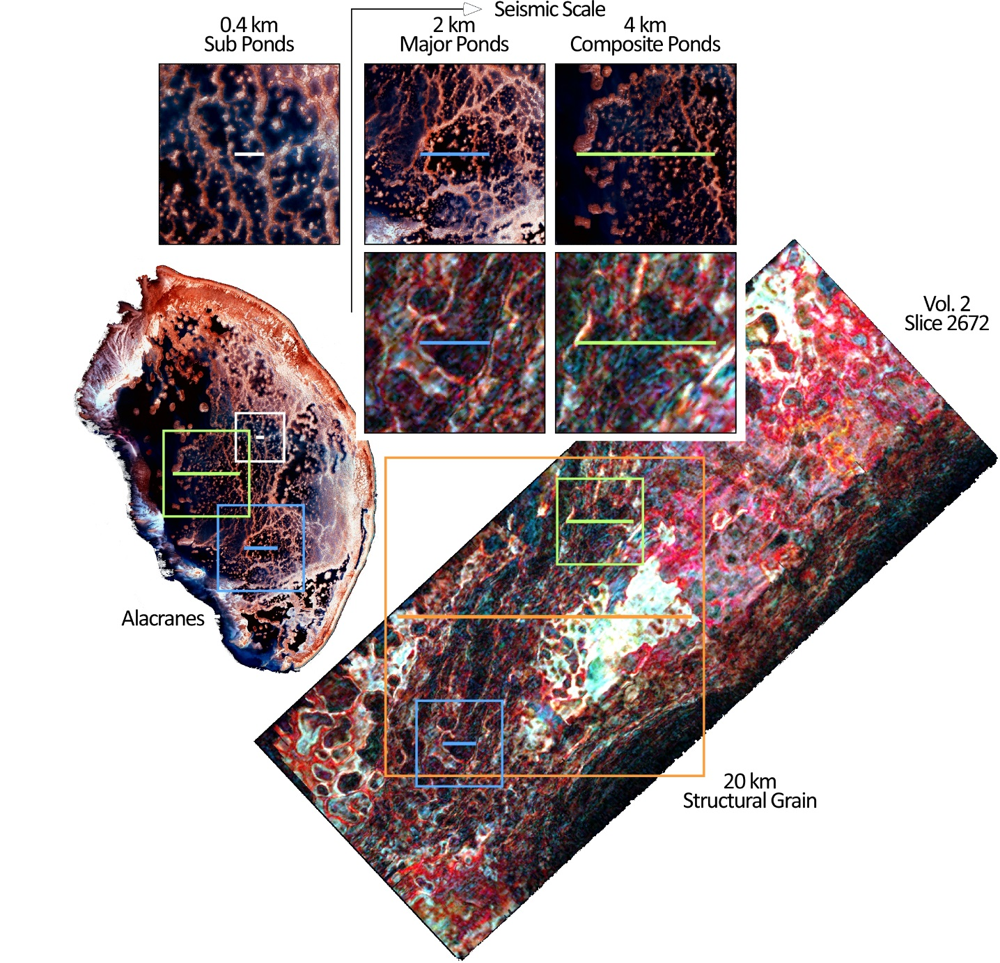 Seismic Scale
0.4 km
Sub Ponds
2 km
Major Ponds
4 km
Composite Ponds
Vol. 2
Slice 2672
Alacranes
20 km
Structural Grain